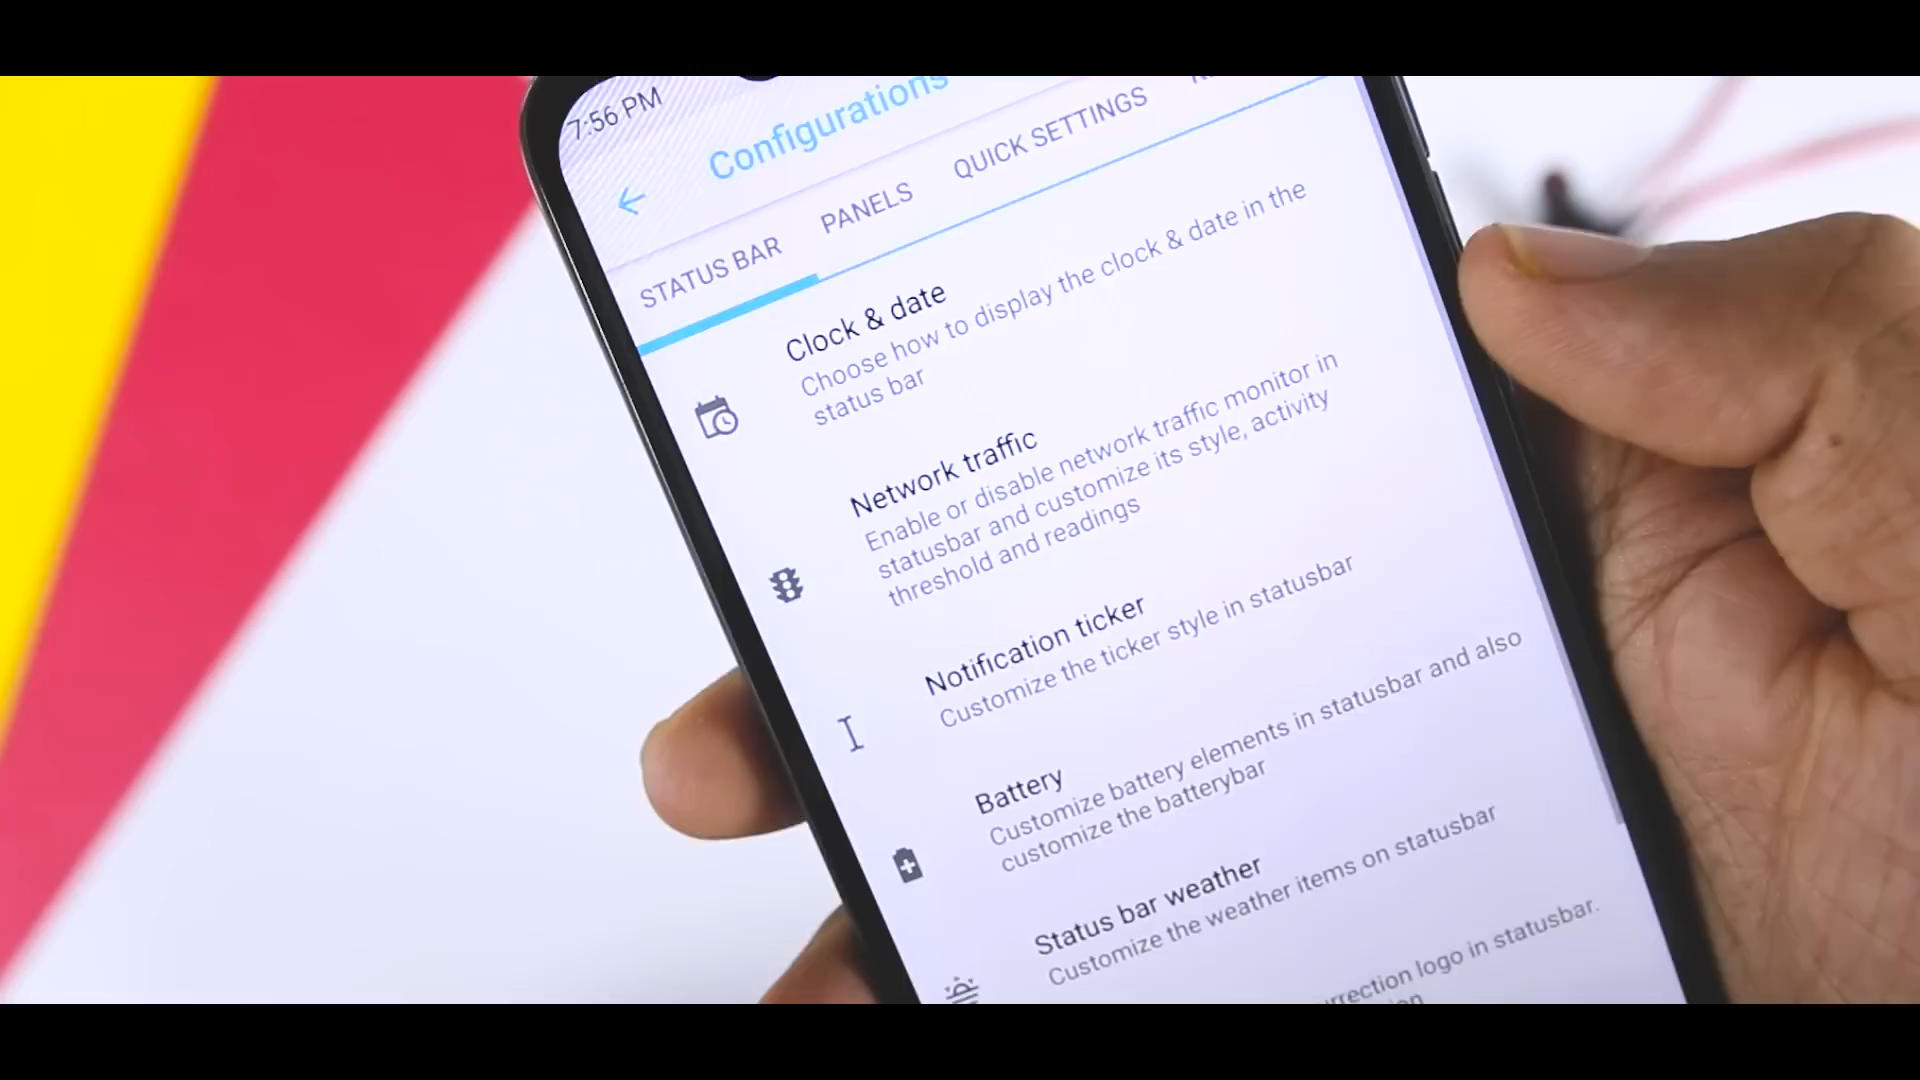 7:56 PM
Configurations
STATUS BAR
PANELS
QUICK SETTINGS
Clock & date
Choose how to display the clock & date in the
status bar
Network traffic
Enable or disable network traffic monitor in
statusbar and customize its style, activity
threshold and readings
Notification ticker
Customize the ticker style in statusbar
Battery
Customize battery elements in statusbar and also
customize the batterybar
Status bar weather
Customize the weather items on statusbar
logo in statusbar.